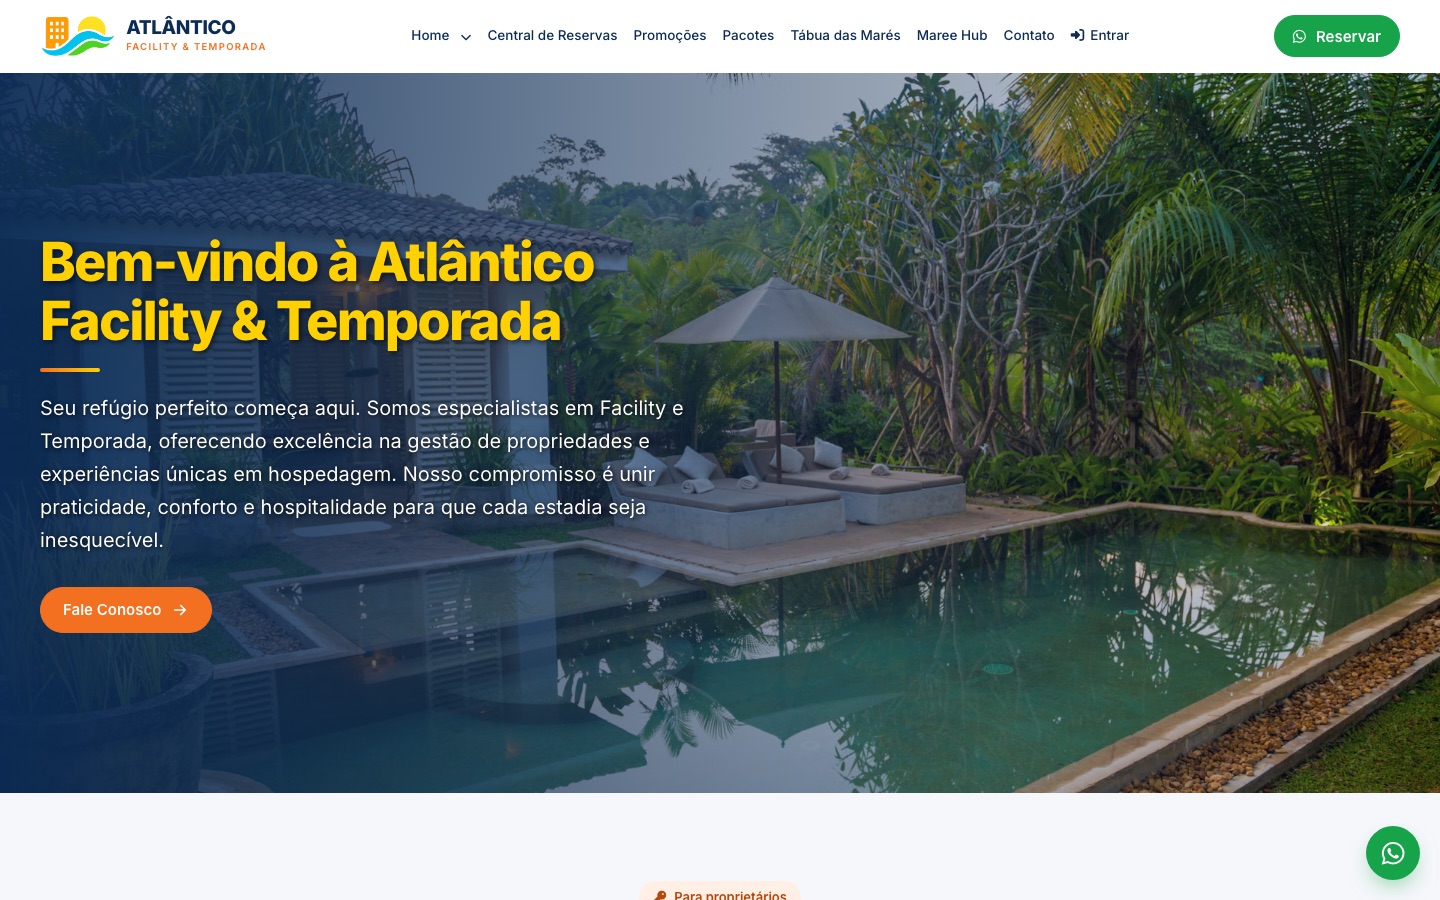 ATLÂNTICO
FACILITY & TEMPORADA
Home
Central de Reservas
Promoções
Pacotes
Tábua das Marés
Maree Hub
Contato
Entrar
Reservar
Bem-vindo à Atlântico
Facility & Temporada
Seu refúgio perfeito começa aqui. Somos especialistas em Facility e
Temporada, oferecendo excelência na gestão de propriedades e
experiências únicas em hospedagem. Nosso compromisso é unir
praticidade, conforto e hospitalidade para que cada estadia seja
inesquecível.
Fale Conosco
Para proprietários